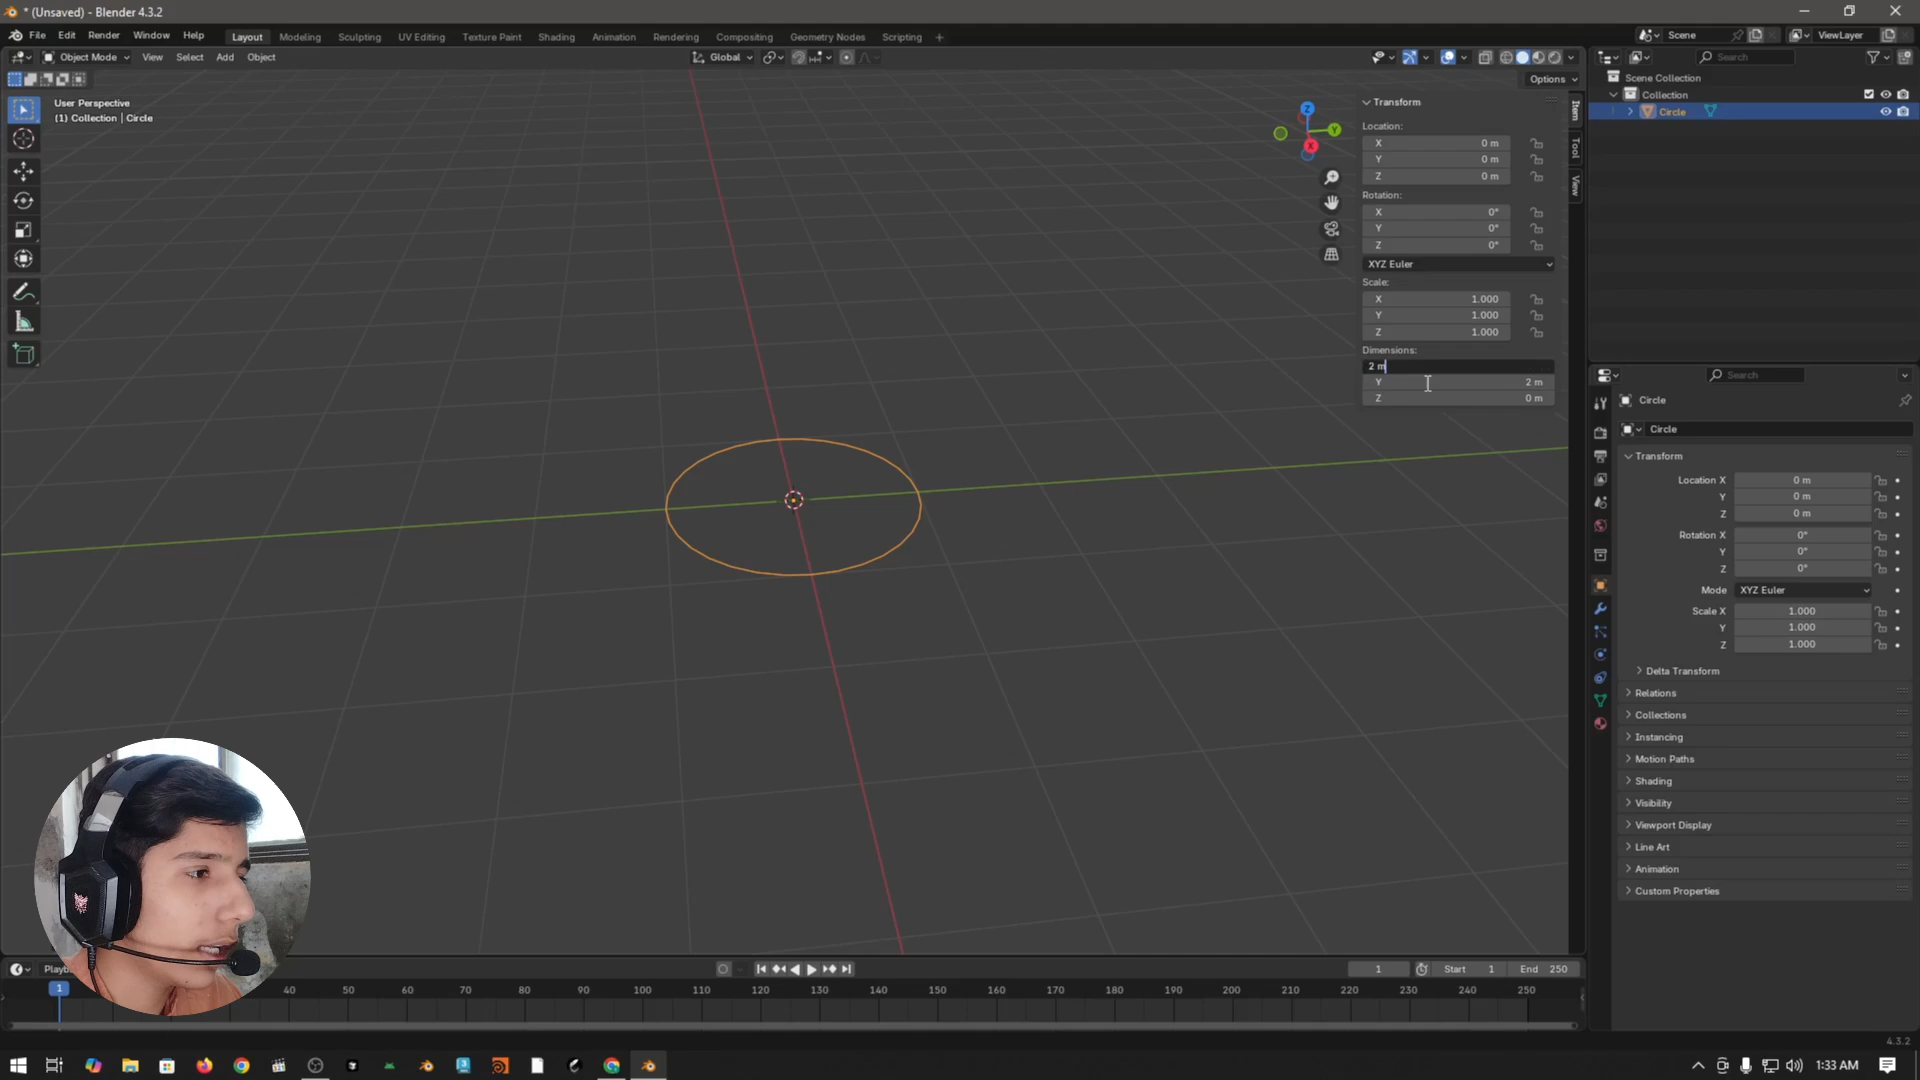 * (Unsaved) - Blender 4.3.2
File Edit Render Window Help Layout Modeling Sculpting UV Editing Texture Paint Shading Animation Rendering Compositing Geometry Nodes Scripting + Scene ViewLayer
Object Mode View Select Add Object Global Search
Options
User Perspective
(1) Collection | Circle
Z
Y
X
Transform
Location:
X 0 m
Y 0 m
Z 0 m
Rotation:
X 0°
Y 0°
Z 0°
XYZ Euler
Scale:
X 1.000
Y 1.000
Z 1.000
Dimensions:
2 m
Y 2 m
Z 0 m
Item
Tool
View
Scene Collection
Collection
Circle
Search
Circle
Circle
Transform
Location X 0 m
Y 0 m
Z 0 m
Rotation X 0°
Y 0°
Z 0°
Mode XYZ Euler
Scale X 1.000
Y 1.000
Z 1.000
Delta Transform
Relations
Collections
Instancing
Motion Paths
Shading
Visibility
Viewport Display
Line Art
Animation
Custom Properties
1 Start 1 End 250
1 40 50 60 70 80 90 100 110 120 130 140 150 160 170 180 190 200 210 220 230 240 250
4.3.2
1:33 AM